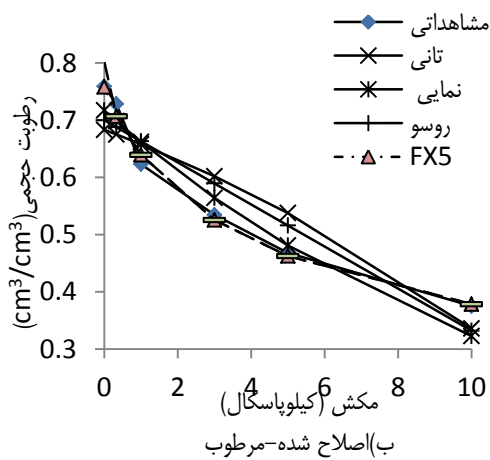 مشاهداتی
تانی
نمایی
روسو
FX5
رطوبت حجمی (cm³/cm³)
0.8
0.7
0.6
0.5
0.4
0.3
0 2 4 6 8 10
مکش (کیلوپاسکال)
ب)اصلاح شده-مرطوب